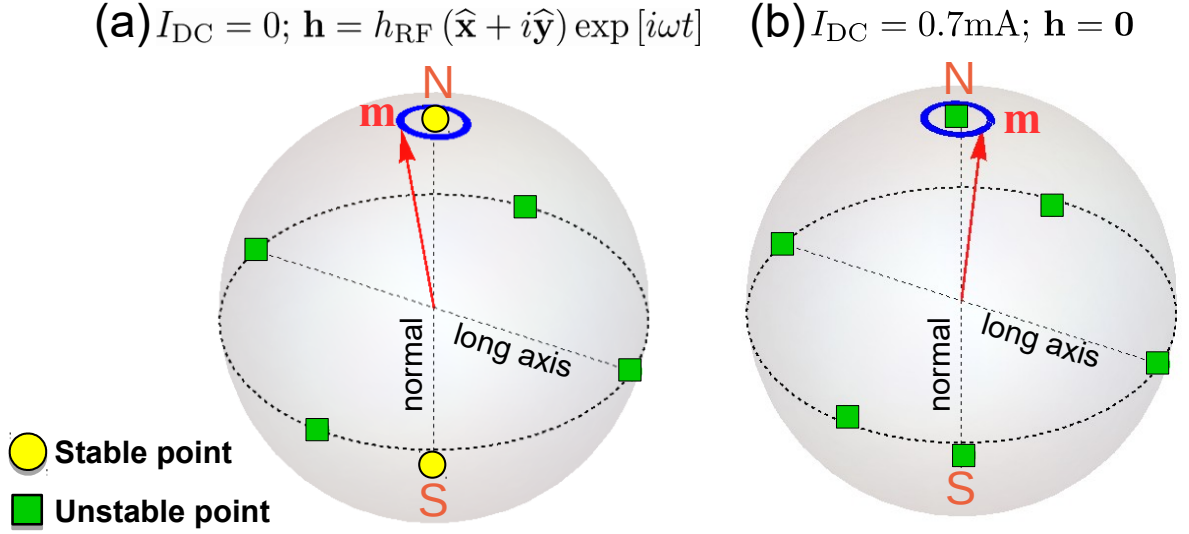 (a) I_DC = 0; h = h_RF (x̂ + iŷ) exp [iωt]
(b) I_DC = 0.7mA; h = 0
N
m
normal
long axis
S
N
m
normal
long axis
S
Stable point
Unstable point